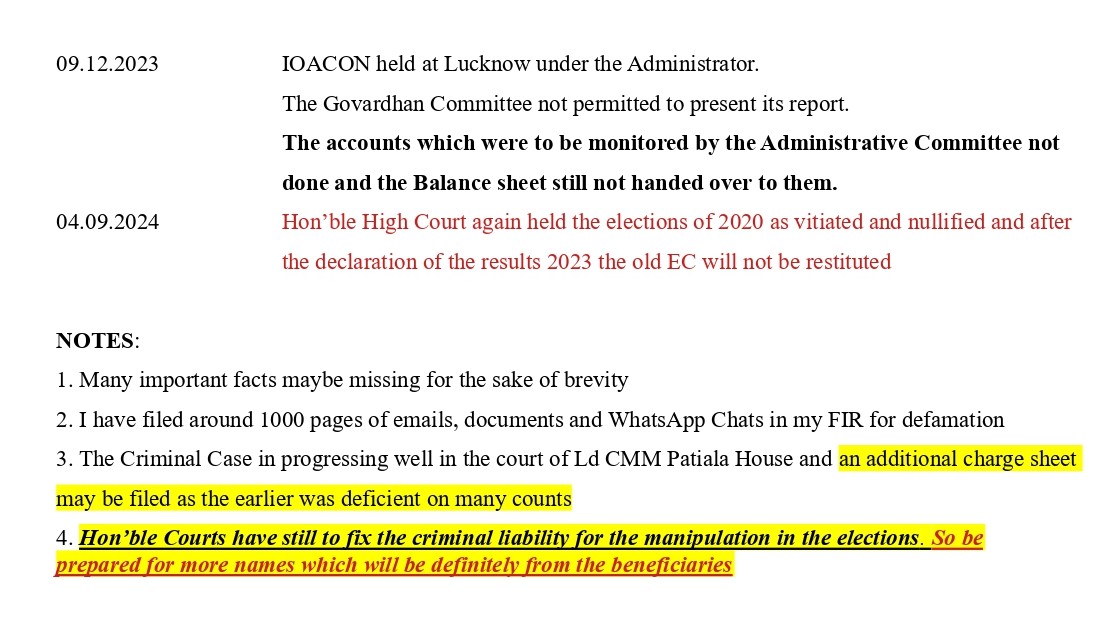 09.12.2023 IOACON held at Lucknow under the Administrator.
The Govardhan Committee not permitted to present its report.
The accounts which were to be monitored by the Administrative Committee not
done and the Balance sheet still not handed over to them.
04.09.2024 Hon’ble High Court again held the elections of 2020 as vitiated and nullified and after
the declaration of the results 2023 the old EC will not be restituted
NOTES:
1. Many important facts maybe missing for the sake of brevity
2. I have filed around 1000 pages of emails, documents and WhatsApp Chats in my FIR for defamation
3. The Criminal Case in progressing well in the court of Ld CMM Patiala House and an additional charge sheet
may be filed as the earlier was deficient on many counts
4. Hon’ble Courts have still to fix the criminal liability for the manipulation in the elections. So be
prepared for more names which will be definitely from the beneficiaries